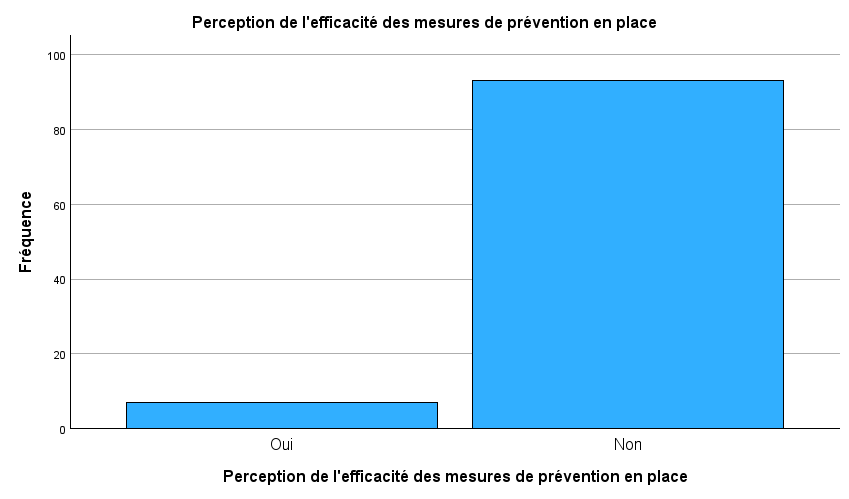 Perception de l'efficacité des mesures de prévention en place
Fréquence
100
80
60
40
20
0
Oui
Non
Perception de l'efficacité des mesures de prévention en place